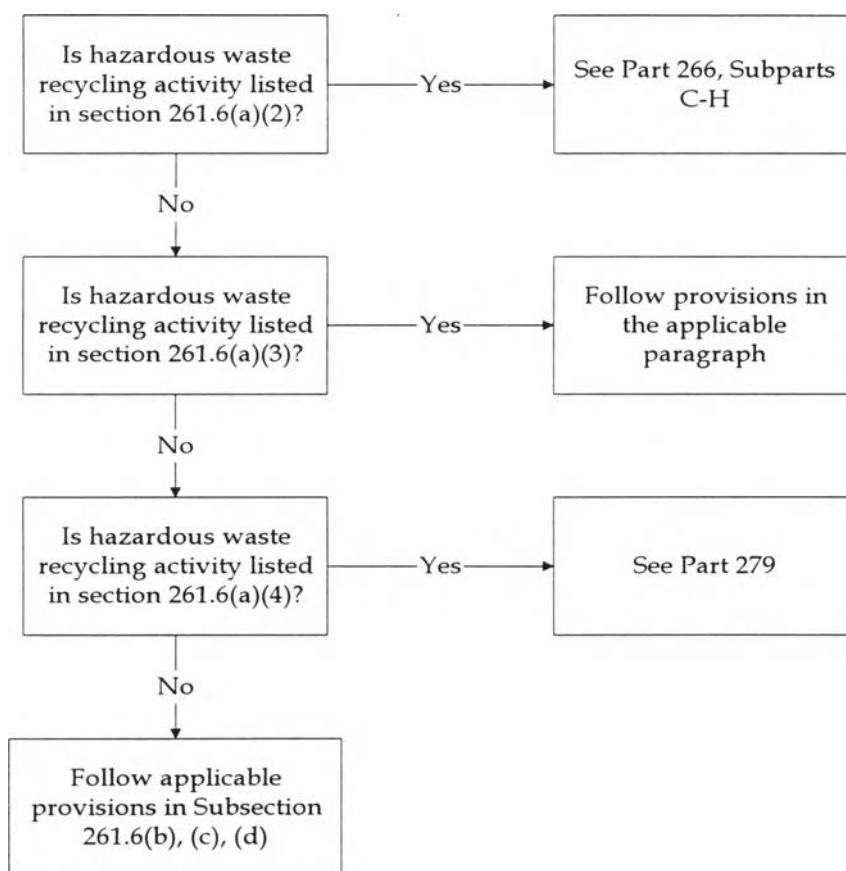 Is hazardous waste
recycling activity listed
in section 261.6(a)(2)?
Yes
See Part 266, Subparts
C-H
No
Is hazardous waste
recycling activity listed
in section 261.6(a)(3)?
Yes
Follow provisions in
the applicable
paragraph
No
Is hazardous waste
recycling activity listed
in section 261.6(a)(4)?
Yes
See Part 279
No
Follow applicable
provisions in Subsection
261.6(b), (c), (d)